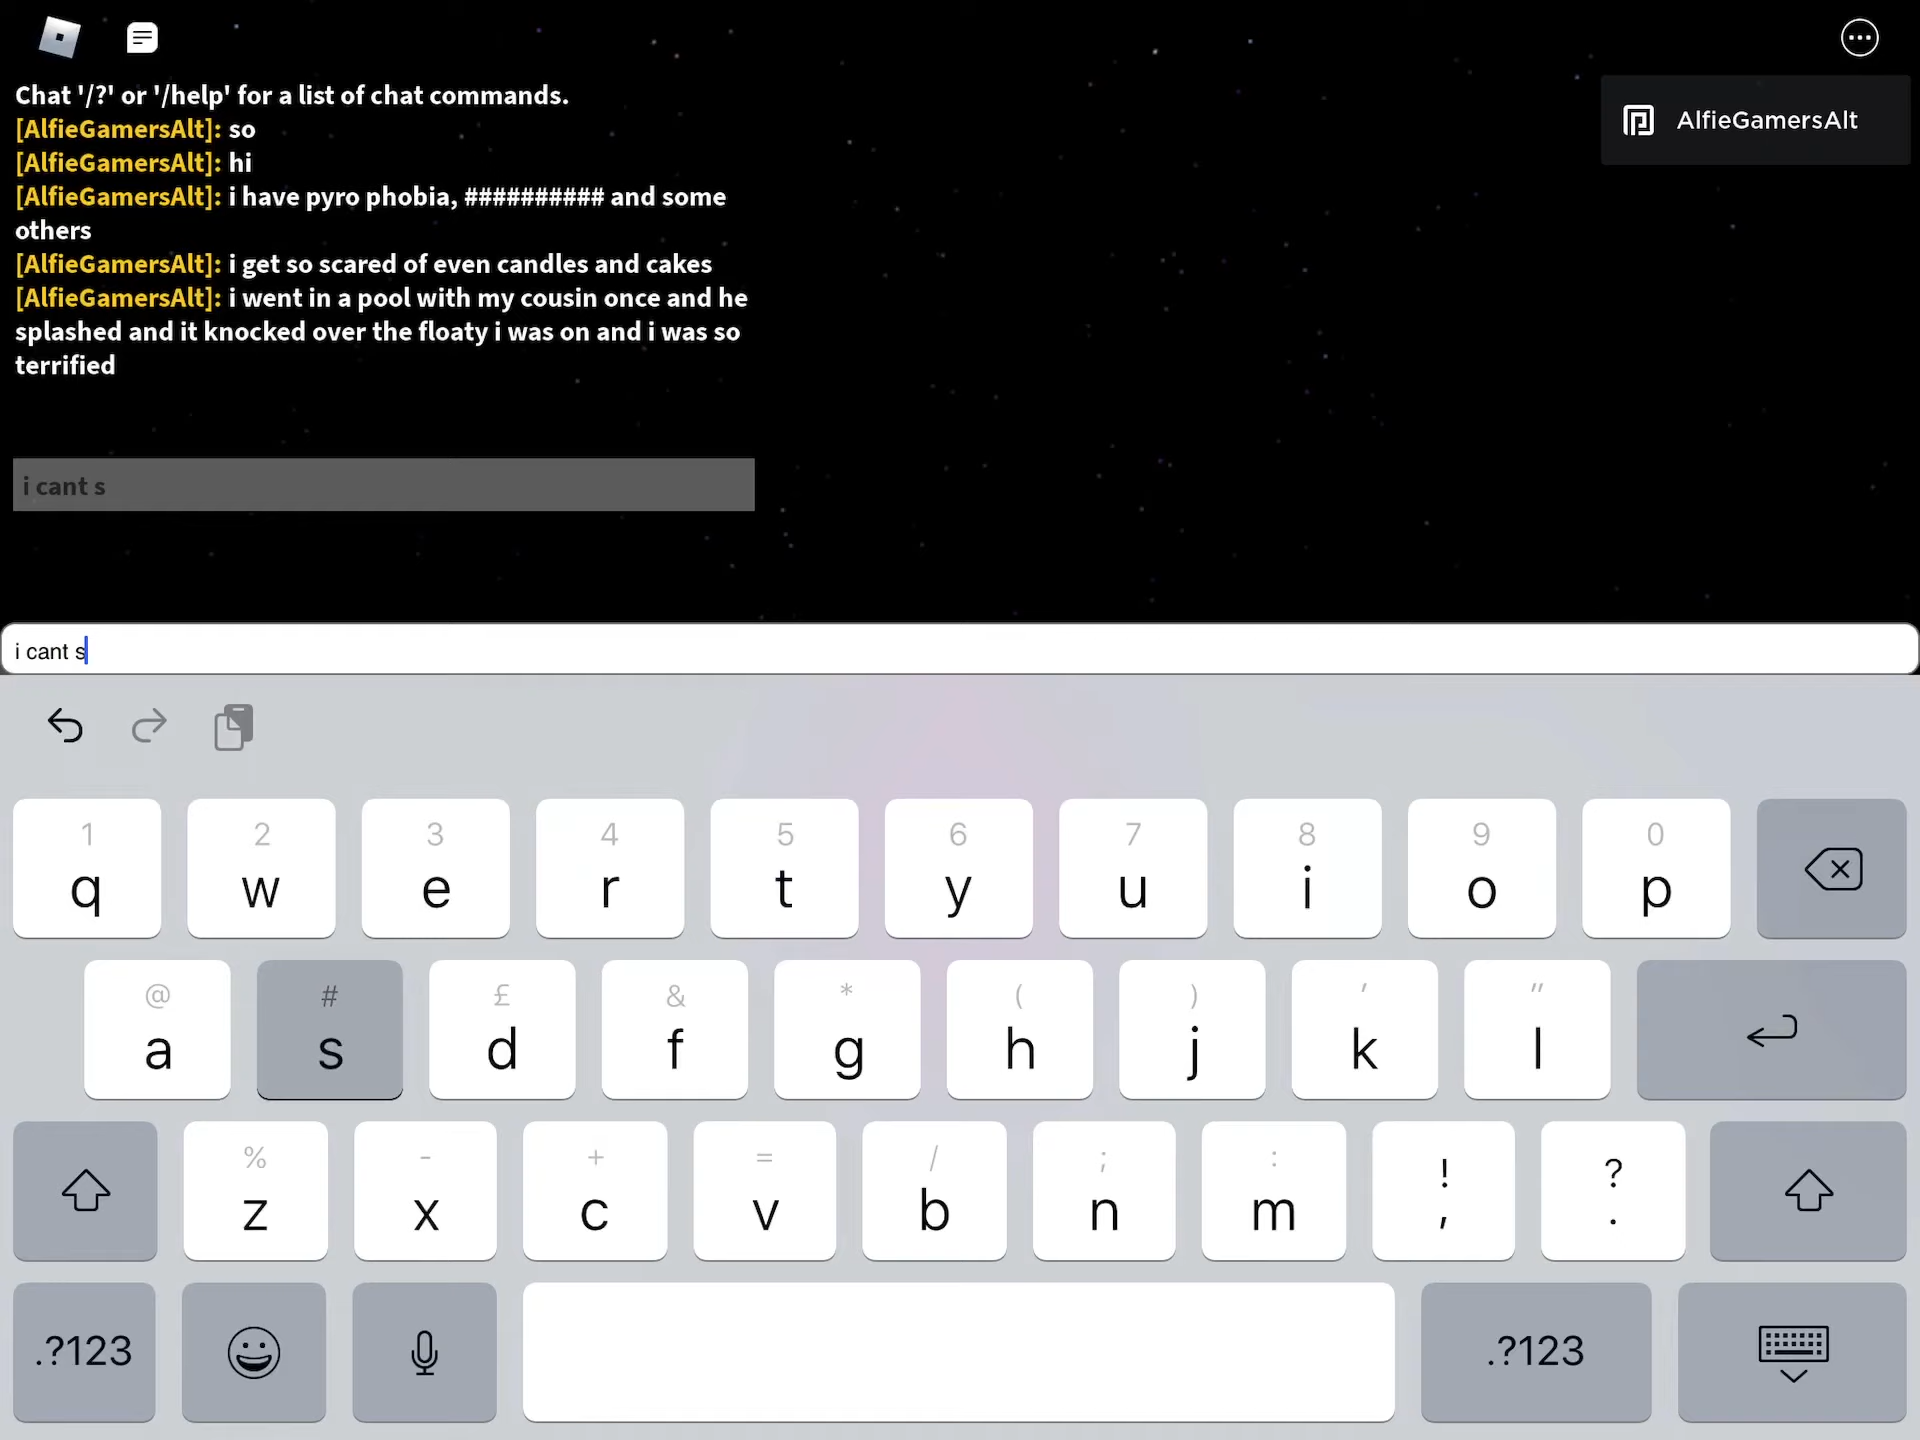 Chat '/?' or '/help' for a list of chat commands.
[AlfieGamersAlt]: so
[AlfieGamersAlt]: hi
[AlfieGamersAlt]: i have pyro phobia, ########## and some
others
[AlfieGamersAlt]: i get so scared of even candles and cakes
[AlfieGamersAlt]: i went in a pool with my cousin once and he
splashed and it knocked over the floaty i was on and i was so
terrified
AlfieGamersAlt
i cant s
i cant s
1 2 3 4 5 6 7 8 9 0
q w e r t y u i o p
@ # £ & * ( ) ' "
a s d f g h j k l
% - + = / ; : ! ?
z x c v b n m , .
.?123 .?123